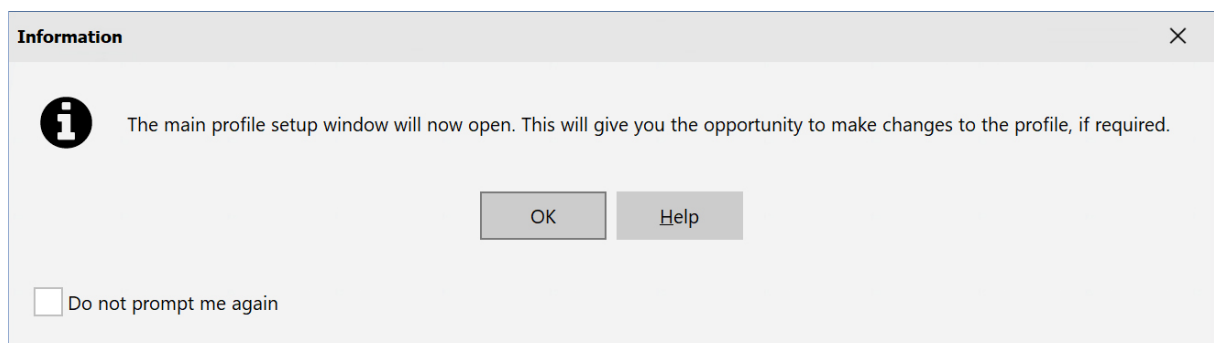 Information
The main profile setup window will now open. This will give you the opportunity to make changes to the profile, if required.
OK Help
Do not prompt me again